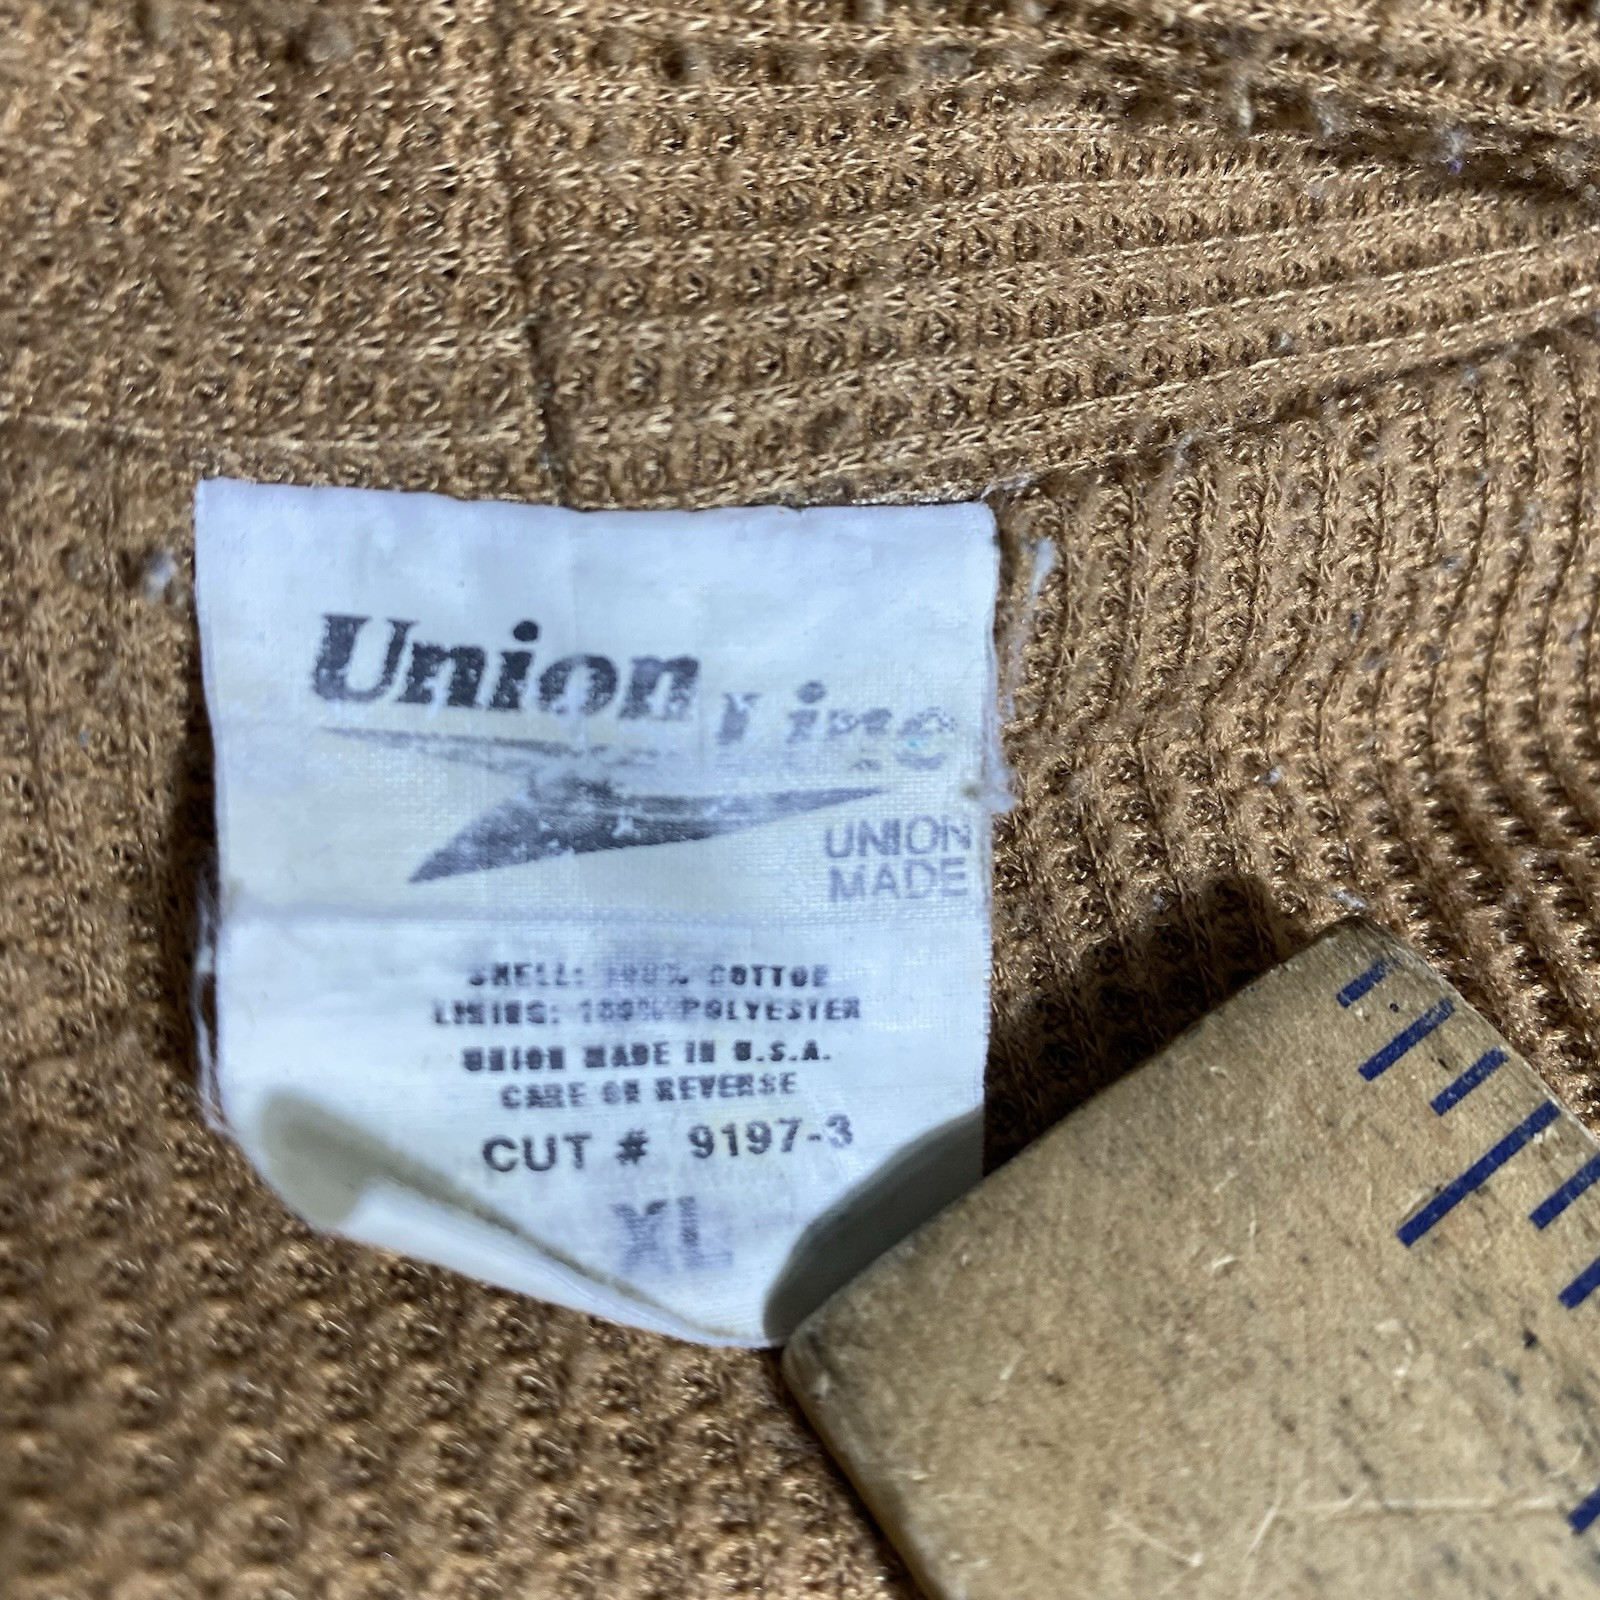 Union Line
UNION
MADE
SHELL: 100% COTTON
LINING: 100% POLYESTER
UNION MADE IN U.S.A.
CARE ON REVERSE
CUT # 9197-3
XL